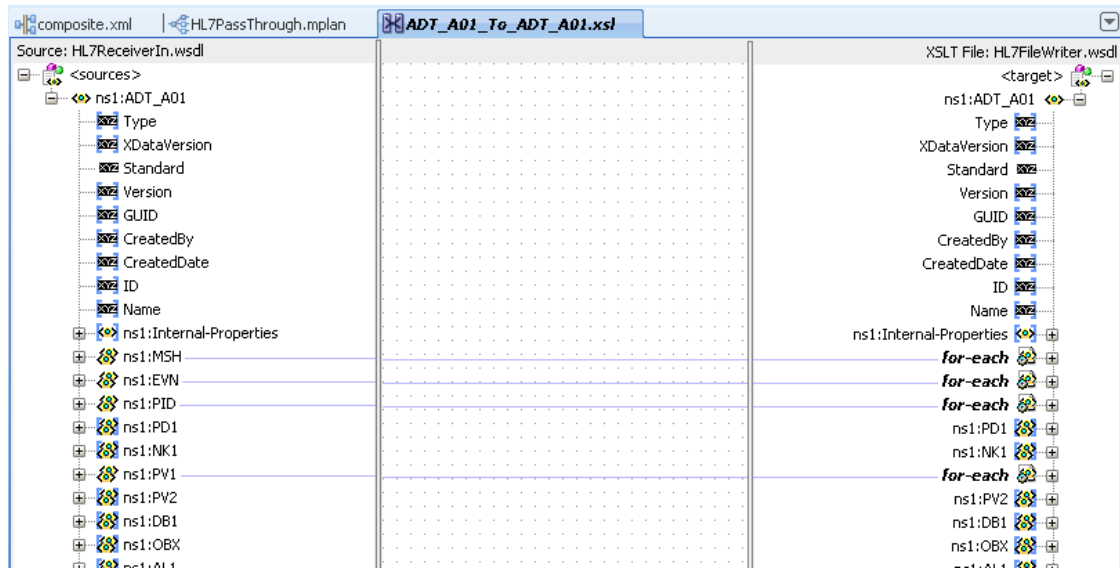 composite.xml HL7PassThrough.mplan ADT_A01_To_ADT_A01.xsl
Source: HL7ReceiverIn.wsdl XSLT File: HL7FileWriter.wsdl
<sources> <target>
ns1:ADT_A01 ns1:ADT_A01
Type Type
XDataVersion XDataVersion
Standard Standard
Version Version
GUID GUID
CreatedBy CreatedBy
CreatedDate CreatedDate
ID ID
Name Name
ns1:Internal-Properties ns1:Internal-Properties
ns1:MSH for-each
ns1:EVN for-each
ns1:PID for-each
ns1:PD1 ns1:PD1
ns1:NK1 ns1:NK1
ns1:PV1 for-each
ns1:PV2 ns1:PV2
ns1:DB1 ns1:DB1
ns1:OBX ns1:OBX
ns1:AL1 ns1:AL1